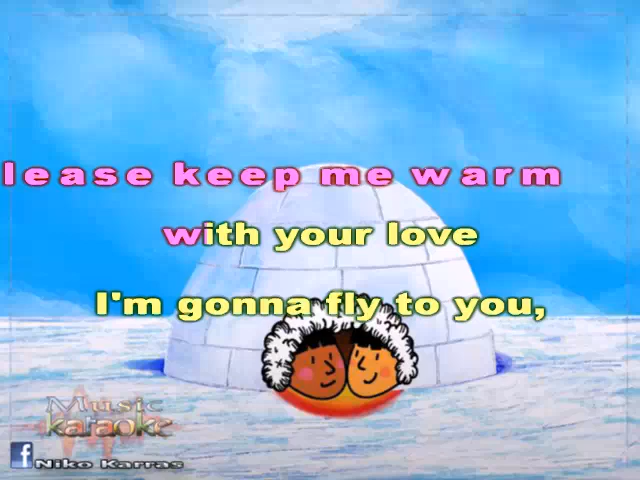 lease keep me warm
with your love
I'm gonna fly to you,
Music
karaoke
f Niko Karras